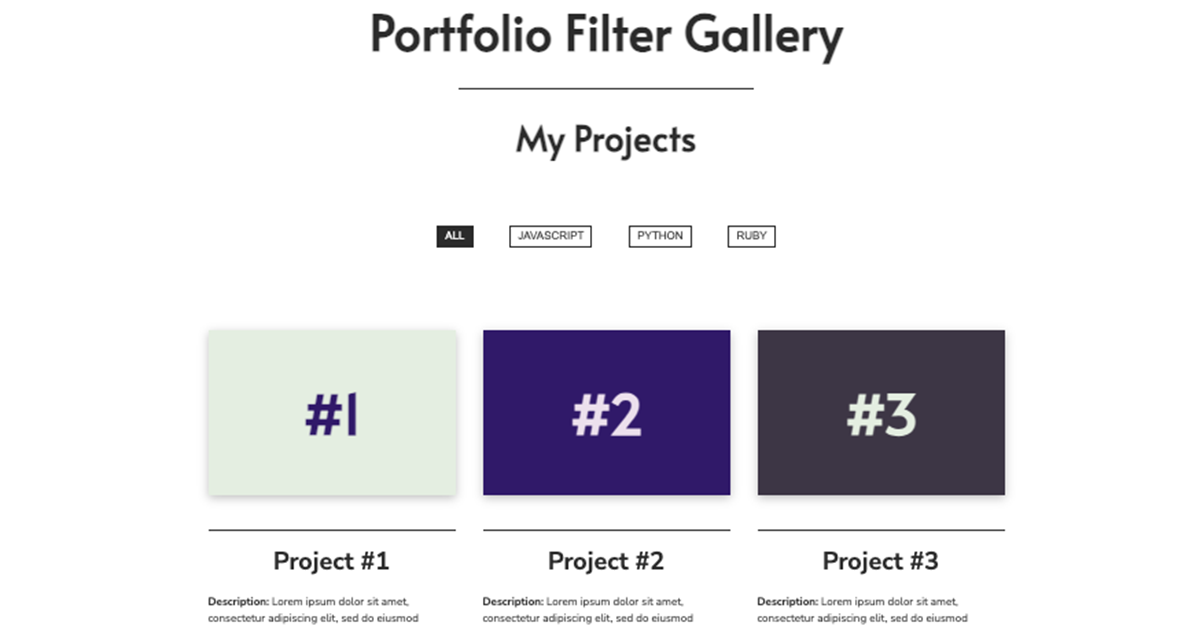 Portfolio Filter Gallery
My Projects
ALL JAVASCRIPT PYTHON RUBY
#1 #2 #3
Project #1 Project #2 Project #3
Description: Lorem ipsum dolor sit amet, Description: Lorem ipsum dolor sit amet, Description: Lorem ipsum dolor sit amet,
consectetur adipiscing elit, sed do eiusmod consectetur adipiscing elit, sed do eiusmod consectetur adipiscing elit, sed do eiusmod